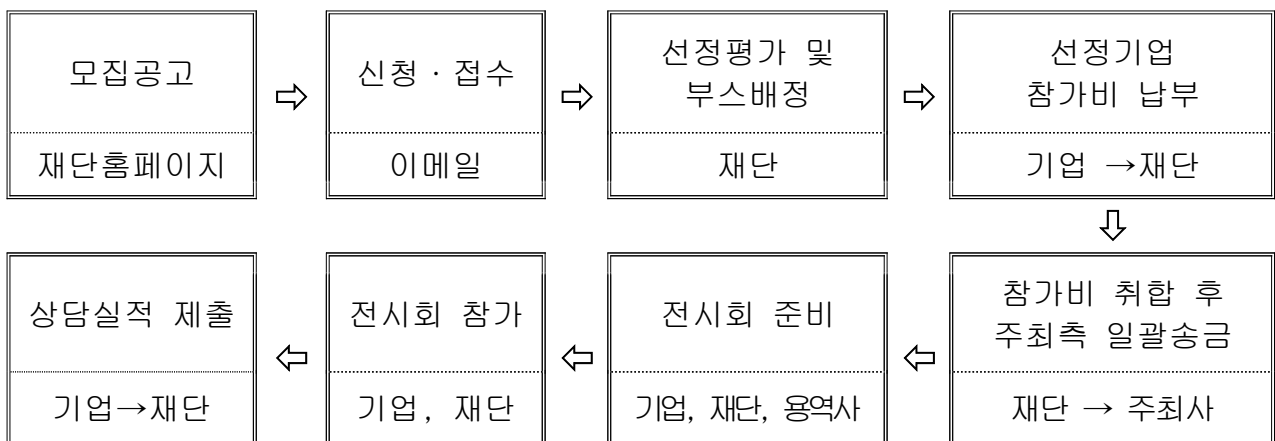 모집공고
재단홈페이지
⇨
신청 · 접수
이메일
⇨
선정평가 및
부스배정
재단
⇨
선정기업
참가비 납부
기업 →재단
⇩
참가비 취합 후
주최측 일괄송금
재단 → 주최사
⇦
전시회 준비
기업, 재단, 용역사
⇦
전시회 참가
기업, 재단
⇦
상담실적 제출
기업→재단